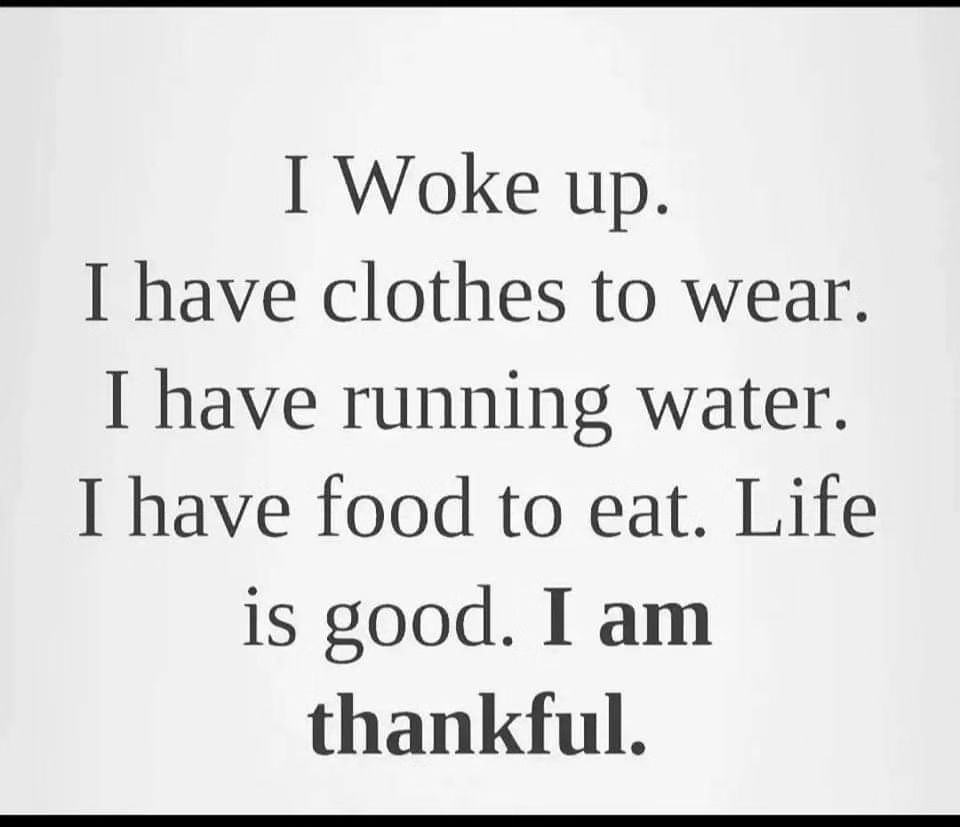 I Woke up.
I have clothes to wear.
I have running water.
I have food to eat. Life
is good. I am
thankful.